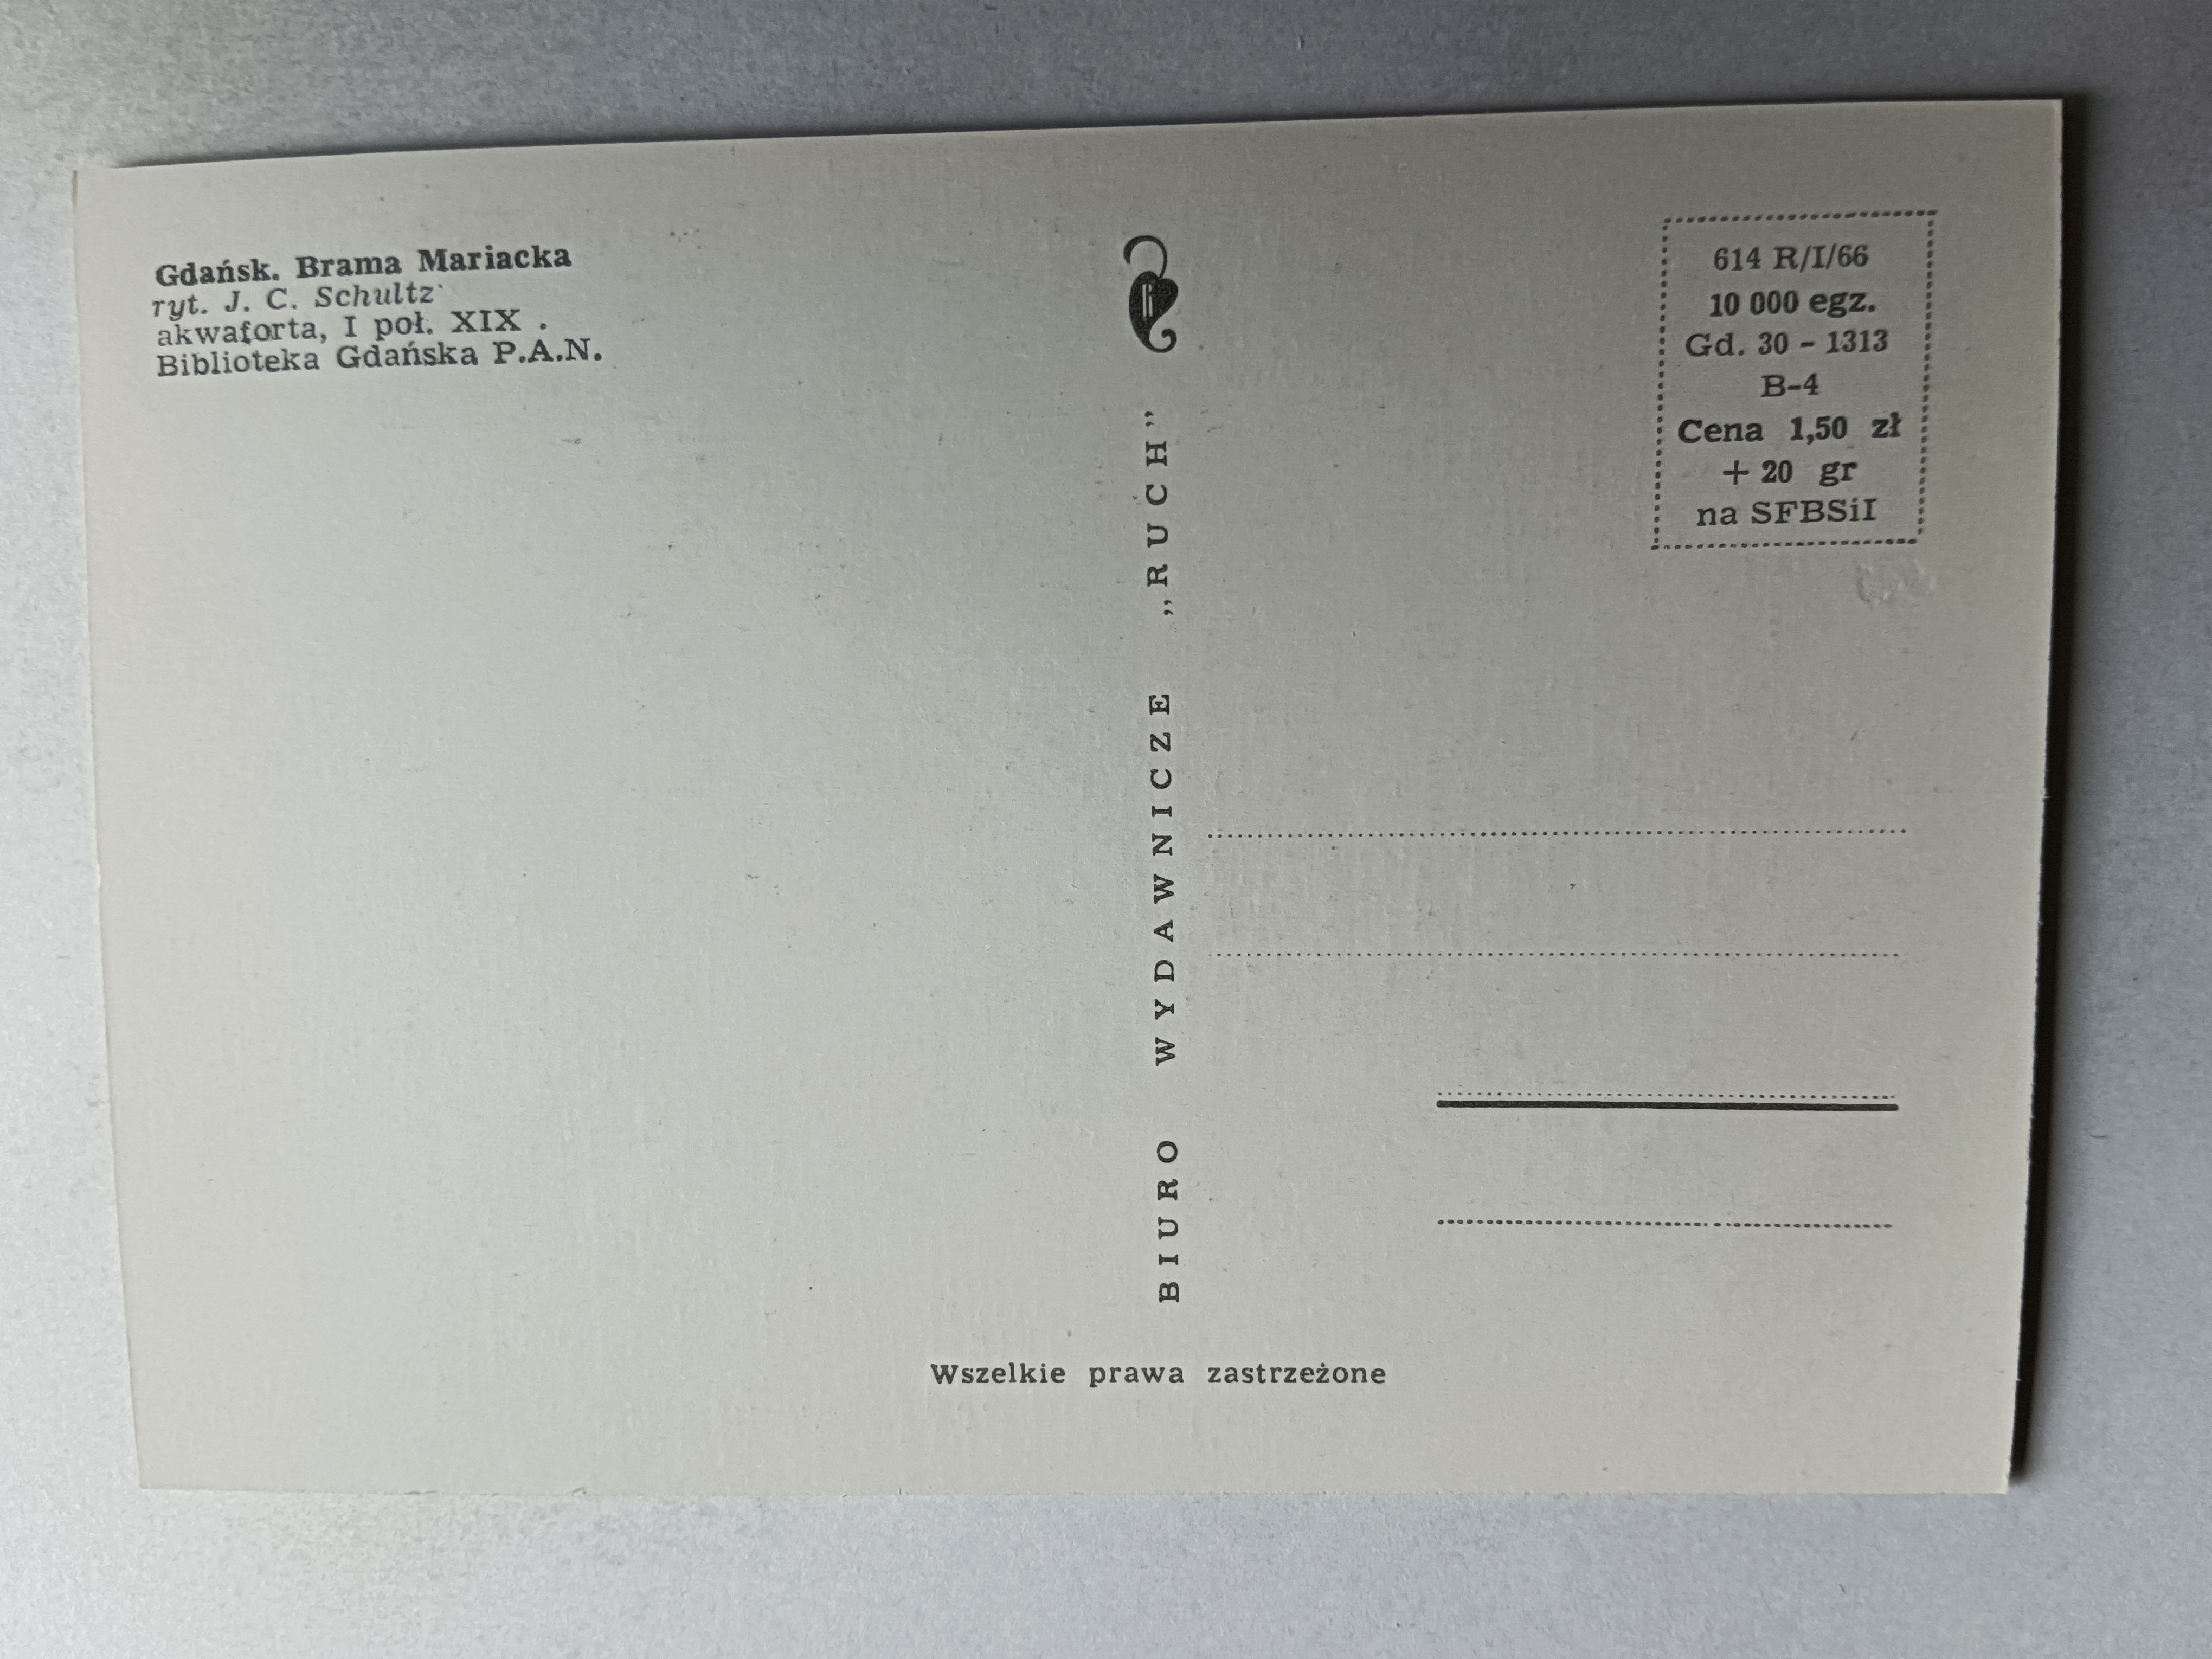 Gdańsk. Brama Mariacka
ryt. J. C. Schultz
akwaforta, I poł. XIX .
Biblioteka Gdańska P.A.N.
BIURO WYDAWNICZE „RUCH”
614 R/I/66
10 000 egz.
Gd. 30 - 1313
B-4
Cena 1,50 zł
+ 20 gr
na SFBSiI
Wszelkie prawa zastrzeżone